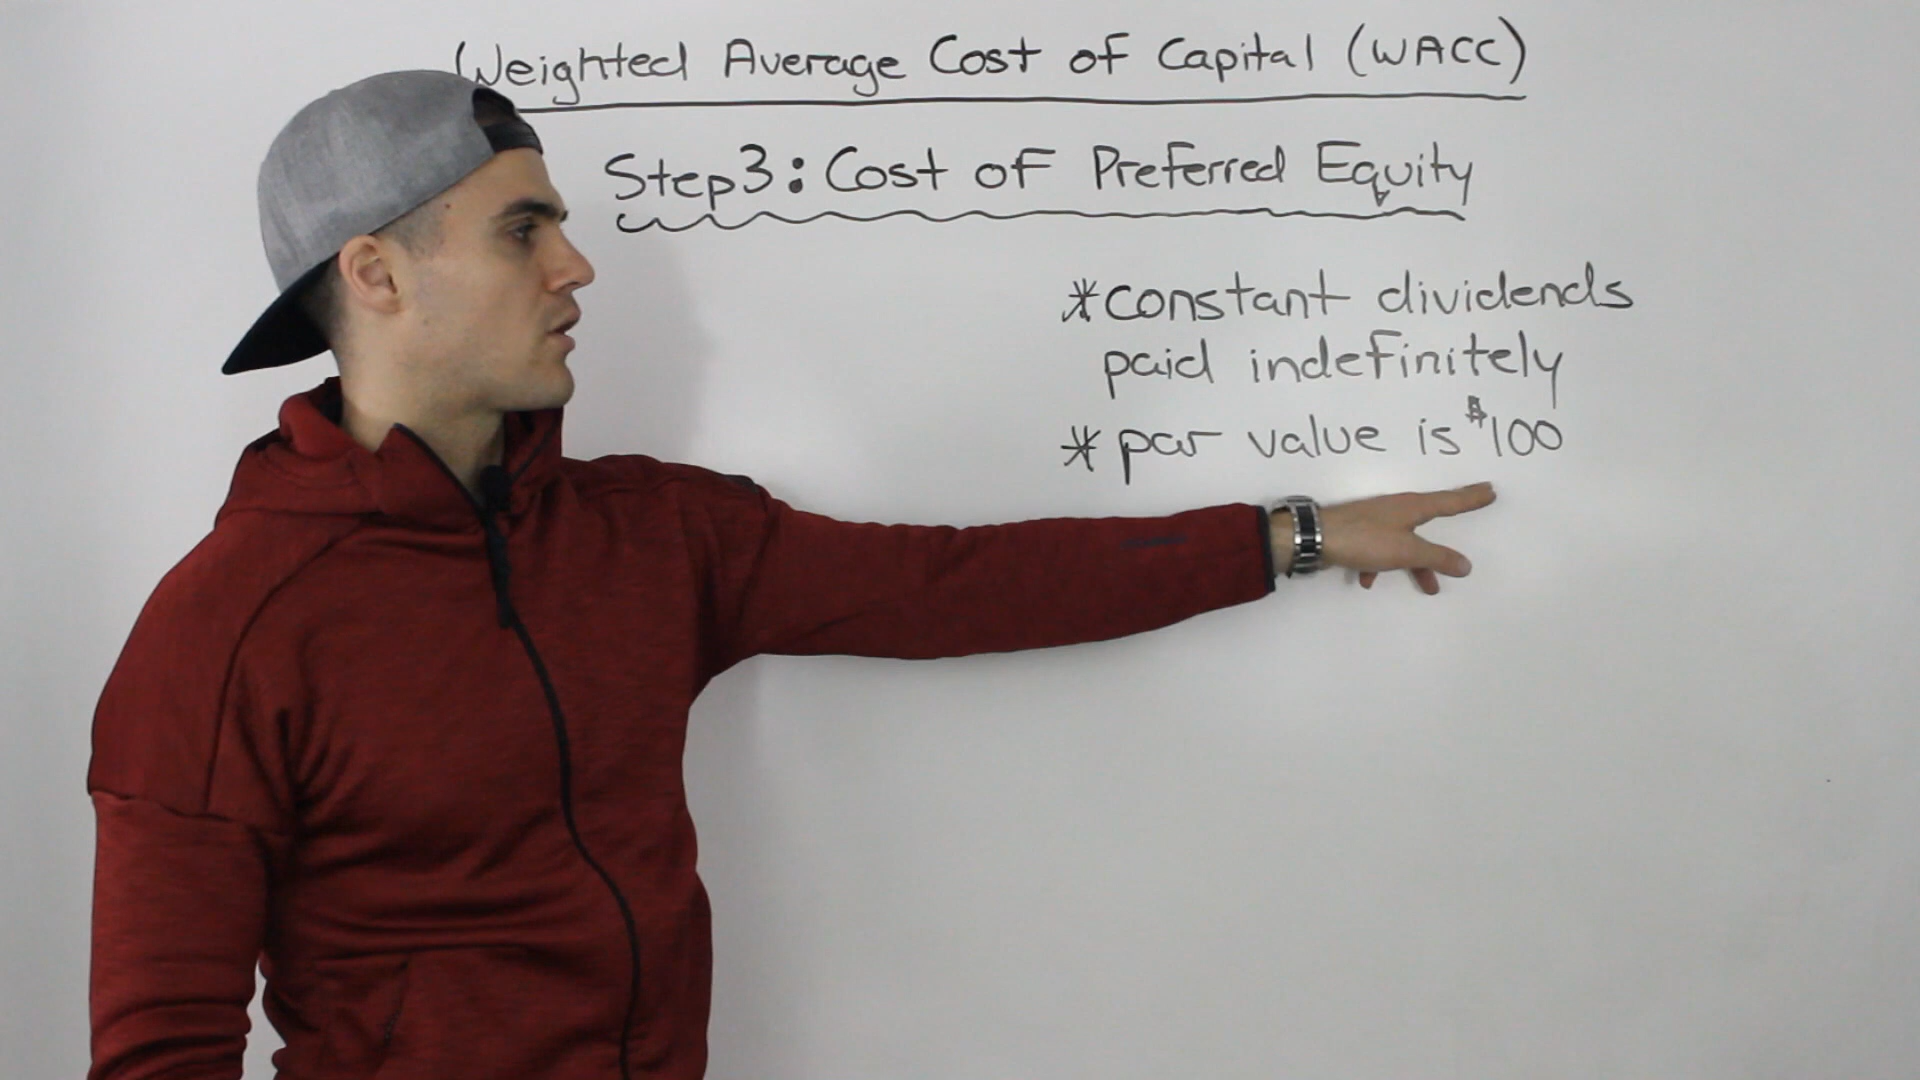 Weighted Average Cost of Capital (WACC)
Step 3: Cost of Preferred Equity
*constant dividends
paid indefinitely
* par value is $100